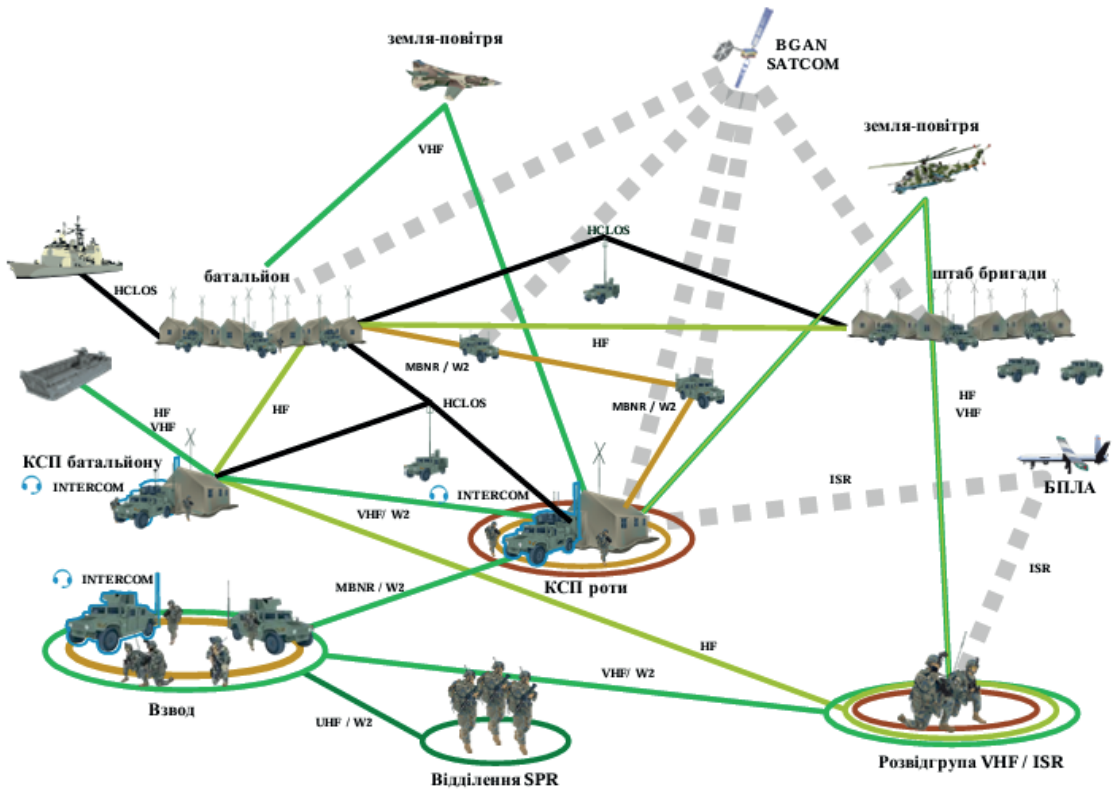 земля-повітря
BGAN
SATCOM
земля-повітря
VHF
HCLOS
батальйон
штаб бригади
HCLOS
HF
MBNR / W2
MBNR / W2
HF
VHF
HF
HCLOS
HF
VHF
КСП батальйону
INTERCOM
INTERCOM
ISR
БПЛА
VHF/ W2
INTERCOM
MBNR / W2
КСП роти
ISR
HF
VHF/ W2
Взвод
UHF / W2
Відділення SPR
Розвідгрупа VHF / ISR